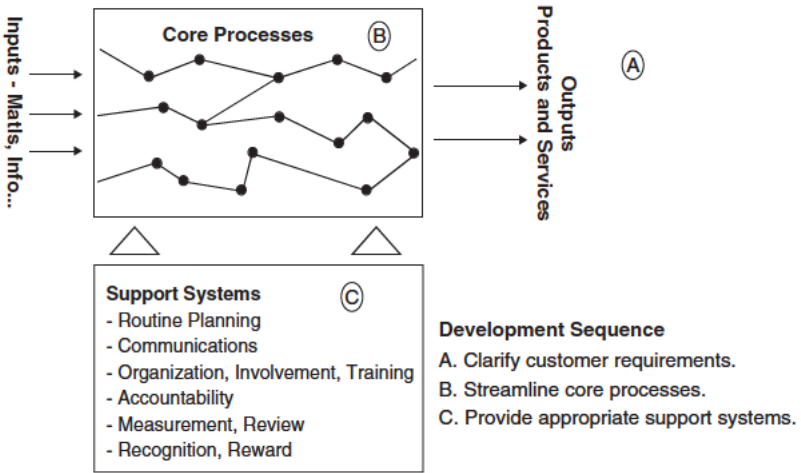 Inputs - Matls, Info...
Core Processes
B
Outputs
Products and Services
A
Support Systems
C
- Routine Planning
- Communications
- Organization, Involvement, Training
- Accountability
- Measurement, Review
- Recognition, Reward
Development Sequence
A. Clarify customer requirements.
B. Streamline core processes.
C. Provide appropriate support systems.